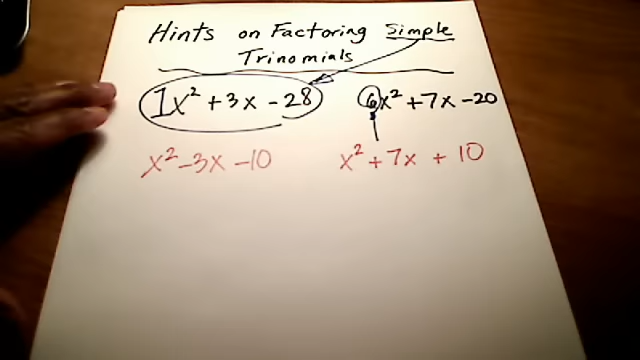 Hints on Factoring Simple
Trinomials
1x² + 3x - 28 6x² + 7x - 20
x² - 3x - 10 x² + 7x + 10